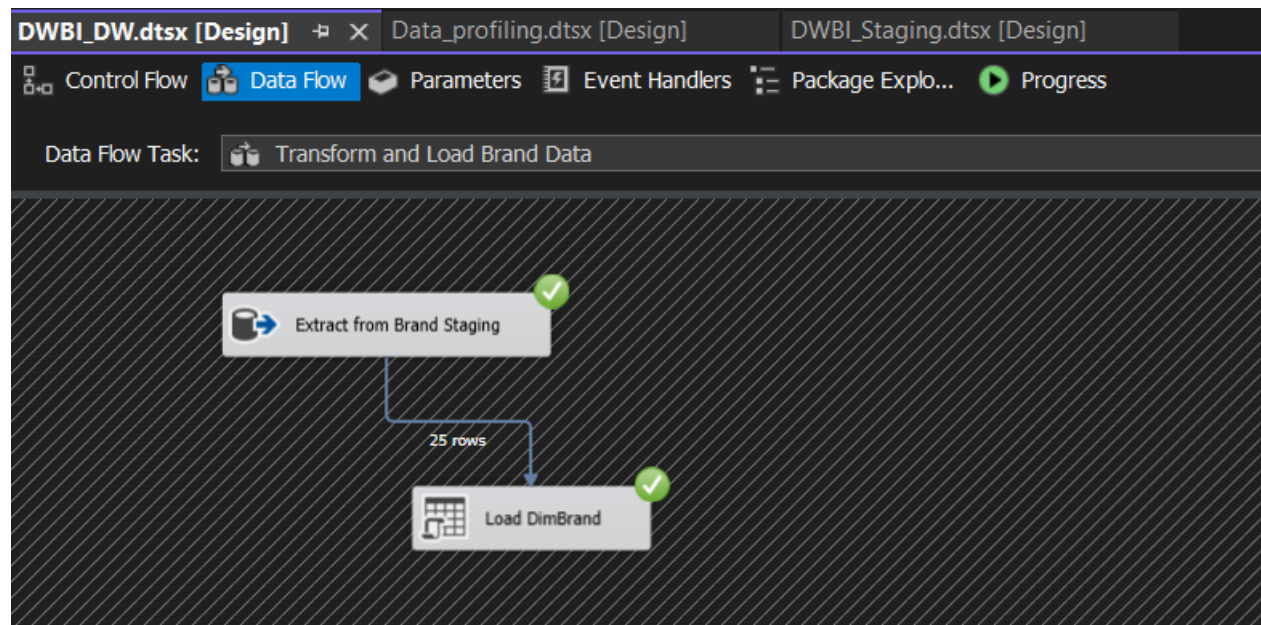 DWBI_DW.dtsx [Design] Data_profiling.dtsx [Design] DWBI_Staging.dtsx [Design]
Control Flow Data Flow Parameters Event Handlers Package Explo... Progress
Data Flow Task: Transform and Load Brand Data
Extract from Brand Staging
25 rows
Load DimBrand